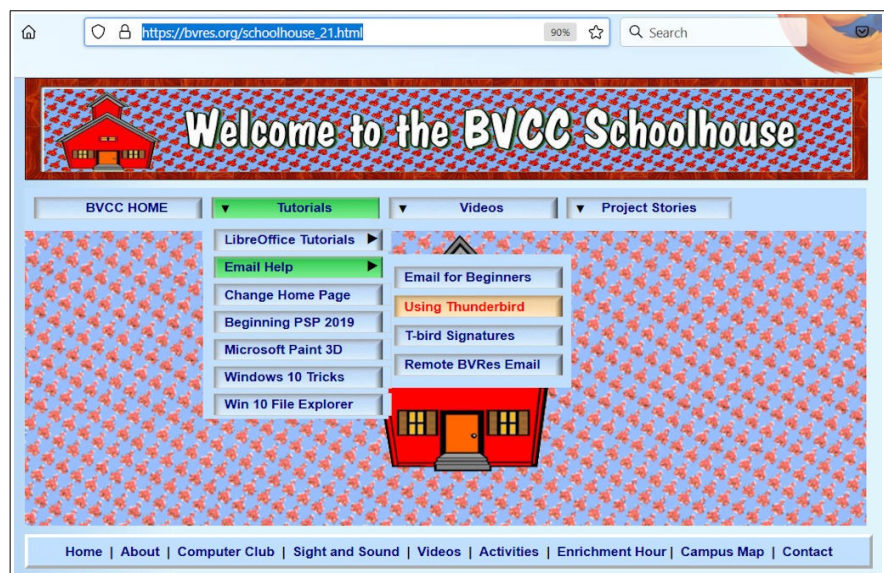 https://bvres.org/schoolhouse_21.html 90% Search
Welcome to the BVCC Schoolhouse
BVCC HOME ▼ Tutorials ▼ Videos ▼ Project Stories
LibreOffice Tutorials ▶
Email Help ▶
Change Home Page
Beginning PSP 2019
Microsoft Paint 3D
Windows 10 Tricks
Win 10 File Explorer
Email for Beginners
Using Thunderbird
T-bird Signatures
Remote BVRes Email
Home | About | Computer Club | Sight and Sound | Videos | Activities | Enrichment Hour | Campus Map | Contact